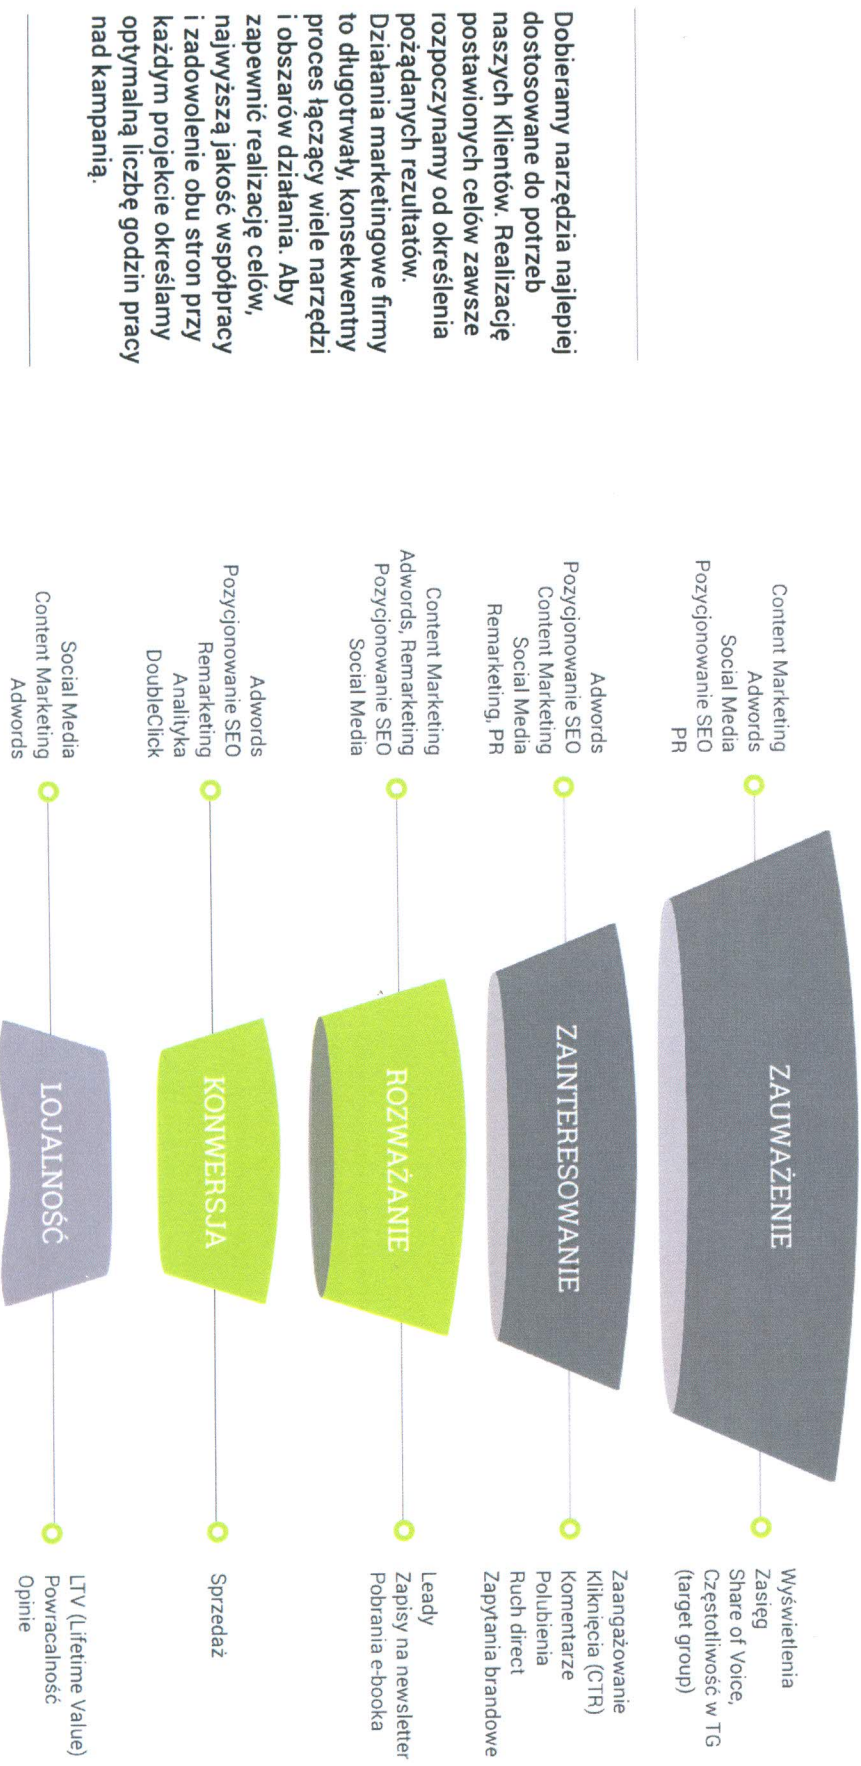 Dobieramy narzędzia najlepiej
dostosowane do potrzeb
naszych Klientów. Realizację
postawionych celów zawsze
rozpoczynamy od określenia
pożądanych rezultatów.
Działania marketingowe firmy
to długotrwały, konsekwentny
proces łączący wiele narzędzi
i obszarów działania. Aby
zapewnić realizację celów,
najwyższą jakość współpracy
i zadowolenie obu stron przy
każdym projekcie określamy
optymalną liczbę godzin pracy
nad kampanią.
Content Marketing
Adwords
Social Media
Pozycjonowanie SEO
PR
ZAUWAŻENIE
Wyświetlenia
Zasięg
Share of Voice,
Częstotliwość w TG
(target group)
Adwords
Pozycjonowanie SEO
Content Marketing
Social Media
Remarketing, PR
ZAINTERESOWANIE
Zaangażowanie
Kliknięcia (CTR)
Komentarze
Polubienia
Ruch direct
Zapytania brandowe
Content Marketing
Adwords, Remarketing
Pozycjonowanie SEO
Social Media
ROZWAŻANIE
Leady
Zapisy na newsletter
Pobrania e-booka
Adwords
Pozycjonowanie SEO
Remarketing
Analityka
DoubleClick
KONWERSJA
Sprzedaż
Social Media
Content Marketing
Adwords
LOJALNOŚĆ
LTV (Lifetime Value)
Powracalność
Opinie